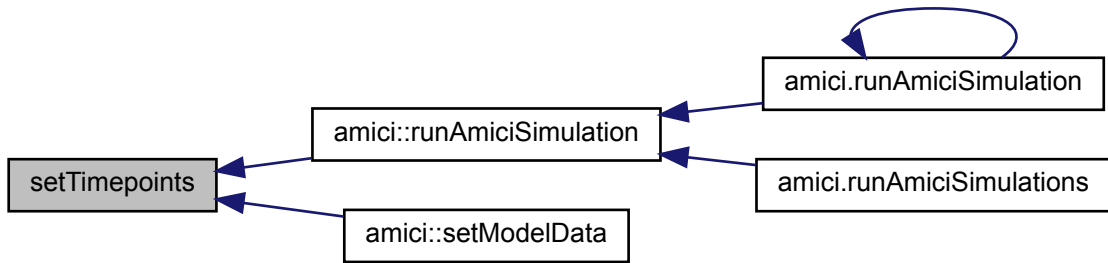 setTimepoints
amici::runAmiciSimulation
amici::setModelData
amici.runAmiciSimulation
amici.runAmiciSimulations